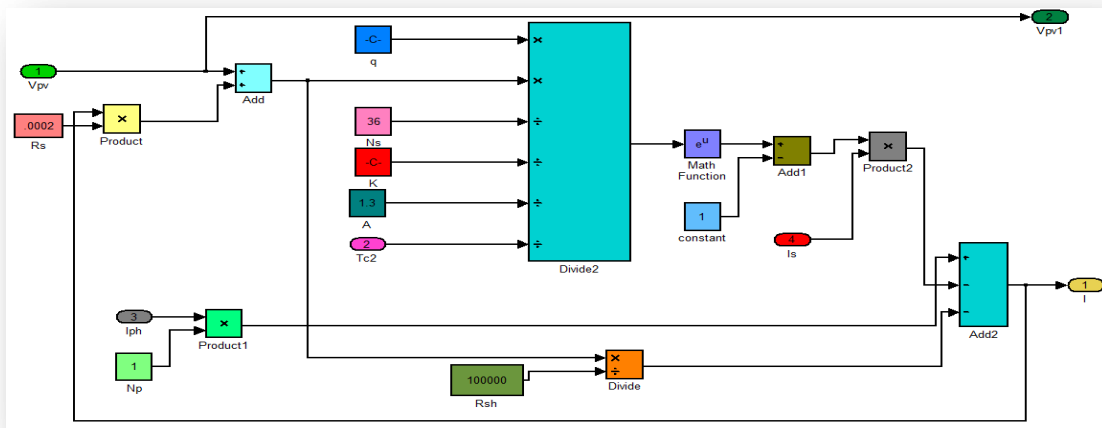 2
Vpv1
-C-
q
1
Vpv
+
+
Add
×
×
÷
÷
÷
÷
Divide2
.0002
Rs
×
Product
36
Ns
-C-
K
1.3
A
2
Tc2
e^u
Math
Function
+
−
Add1
×
Product2
1
constant
4
Is
3
Iph
×
Product1
1
Np
100000
Rsh
×
÷
Divide
+
−
−
Add2
1
I